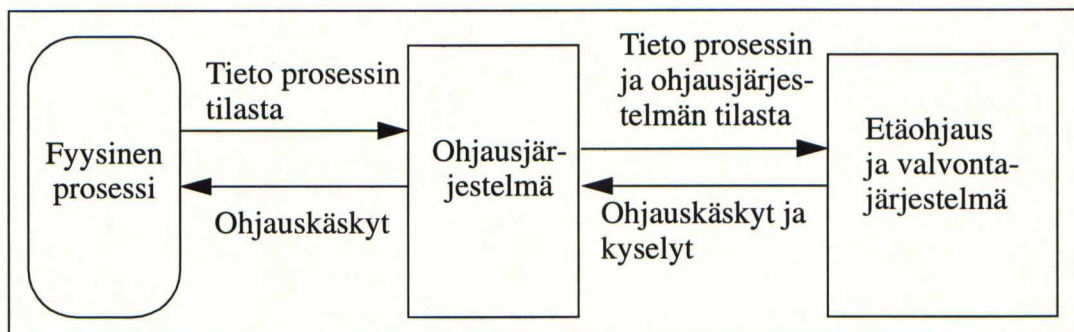 Fyysinen
prosessi
Tieto prosessin
tilasta
Ohjauskäskyt
Ohjausjär-
jestelmä
Tieto prosessin
ja ohjausjärjes-
telmän tilasta
Ohjauskäskyt ja
kyselyt
Etäohjaus
ja valvonta-
järjestelmä